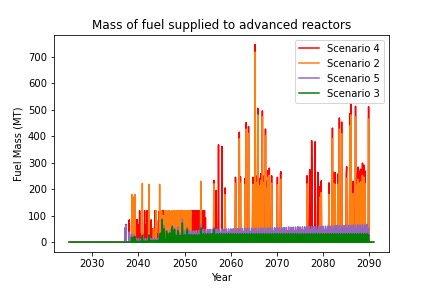 Mass of fuel supplied to advanced reactors
Fuel Mass (MT)
700
600
500
400
300
200
100
0
Scenario 4
Scenario 2
Scenario 5
Scenario 3
2030 2040 2050 2060 2070 2080 2090
Year